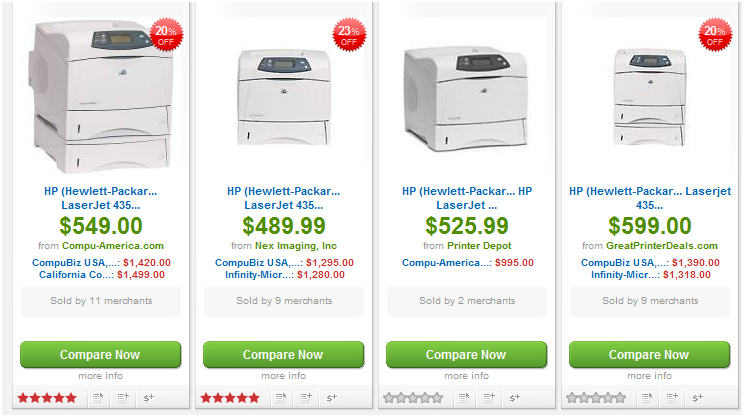 20%
OFF
HP (Hewlett-Packar...
LaserJet 435...
$549.00
from Compu-America.com
CompuBiz USA,...: $1,420.00
California Co...: $1,499.00
Sold by 11 merchants
Compare Now
more info
$+
23%
OFF
HP (Hewlett-Packar...
LaserJet 435...
$489.99
from Nex Imaging, Inc
CompuBiz USA,...: $1,295.00
Infinity-Micr...: $1,280.00
Sold by 9 merchants
Compare Now
more info
$+
HP (Hewlett-Packar... HP
LaserJet ...
$525.99
from Printer Depot
Compu-America...: $995.00
Sold by 2 merchants
Compare Now
more info
$+
20%
OFF
HP (Hewlett-Packar... Laserjet
435...
$599.00
from GreatPrinterDeals.com
CompuBiz USA,...: $1,390.00
Infinity-Micr...: $1,318.00
Sold by 9 merchants
Compare Now
more info
$+